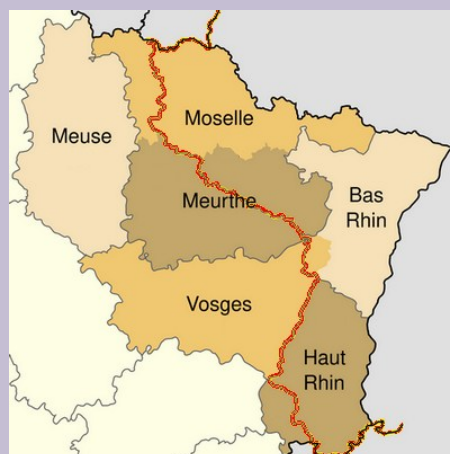 Moselle
Meuse
Meurthe
Bas
Rhin
Vosges
Haut
Rhin